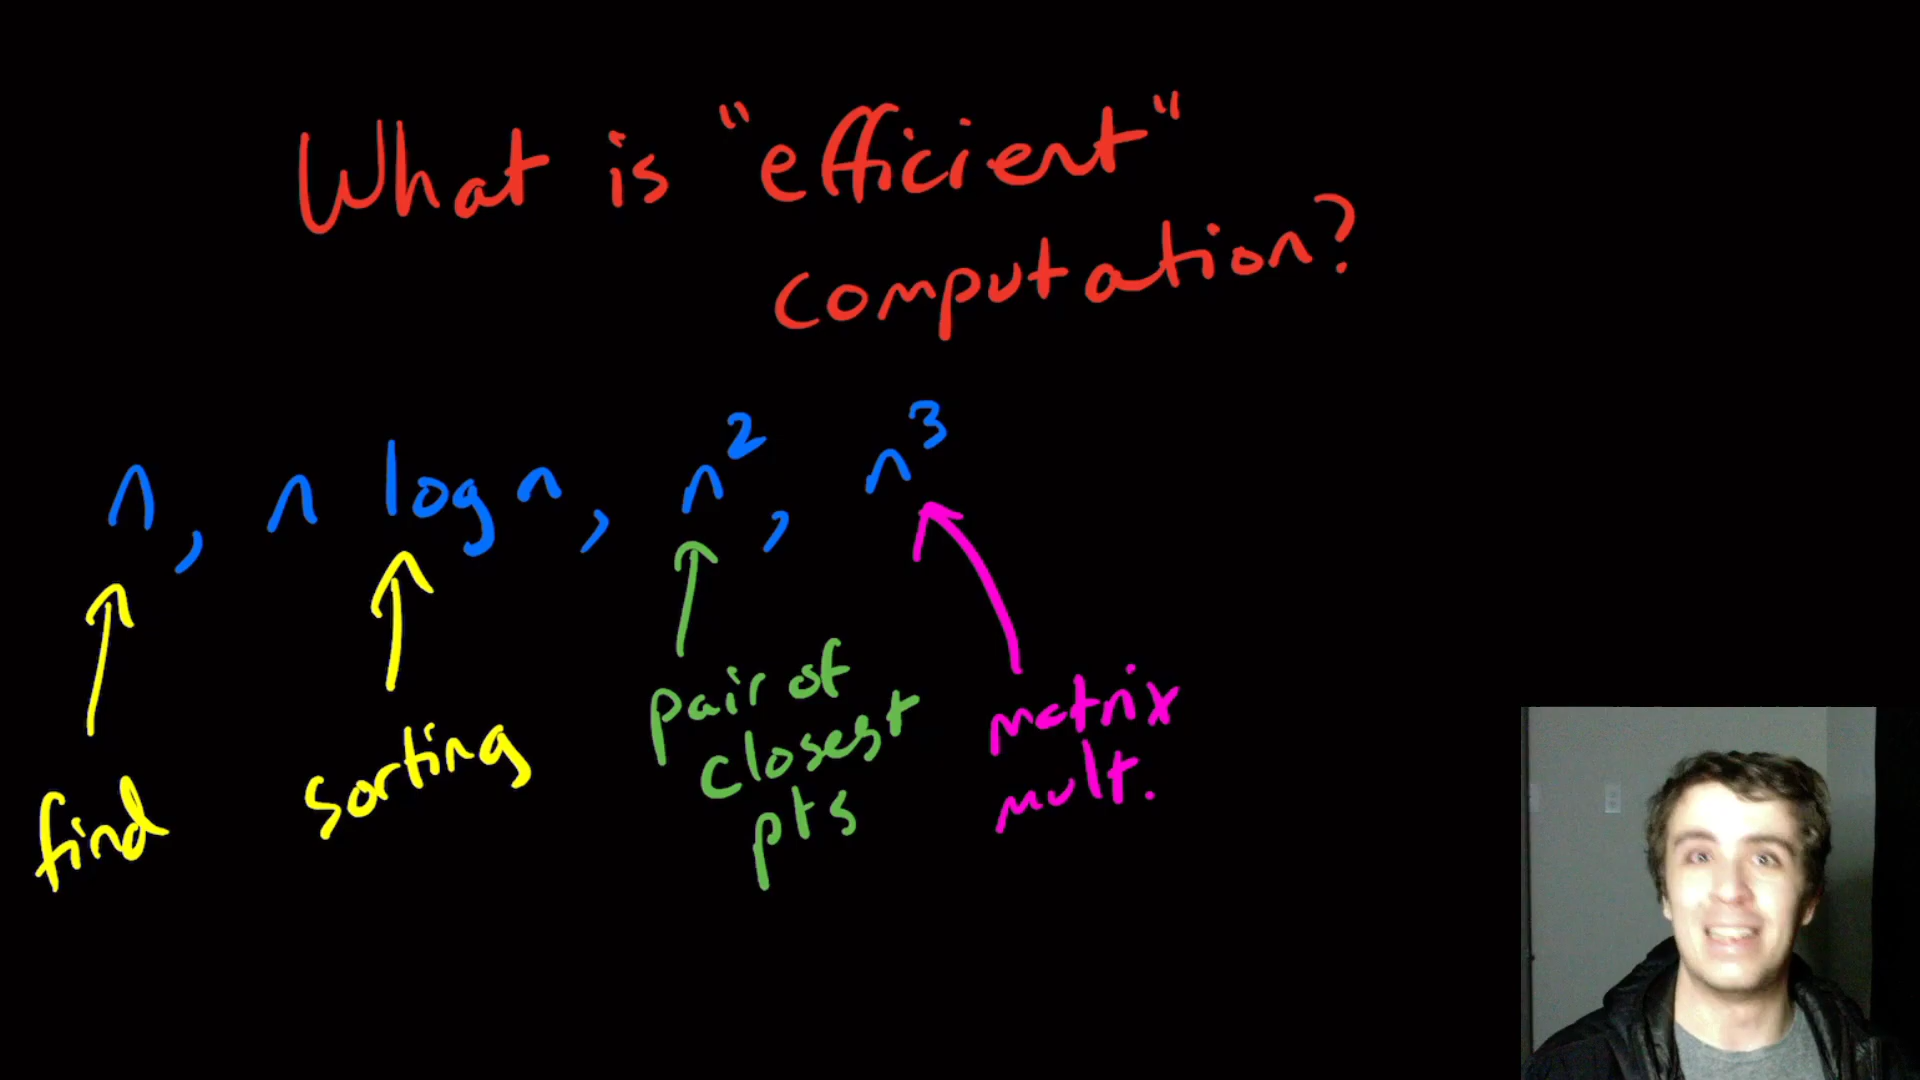 What is "efficient"
computation?
n, n log n, n², n³
find
sorting
pair of
closest
pts
matrix
mult.